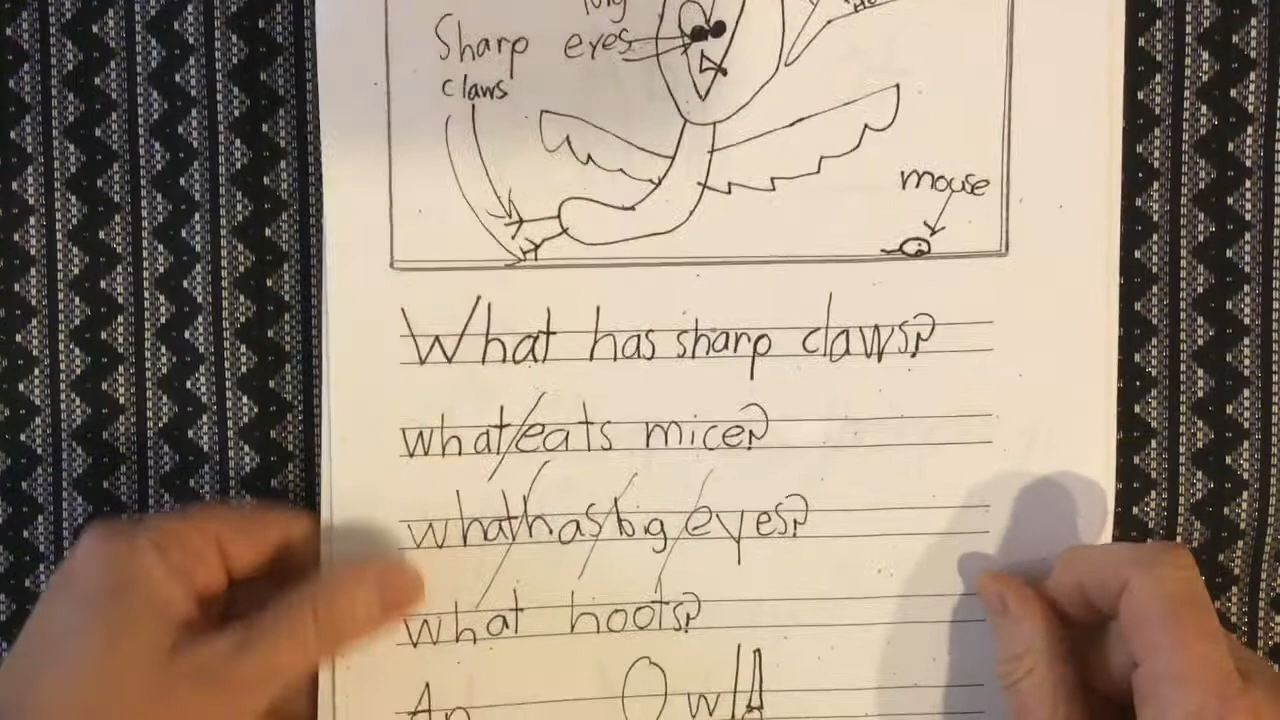 Sharp eyes
claws
mouse
What has sharp claws?
what/eats mice?
what/has/big/eyes?
what hoots?
An Owl!